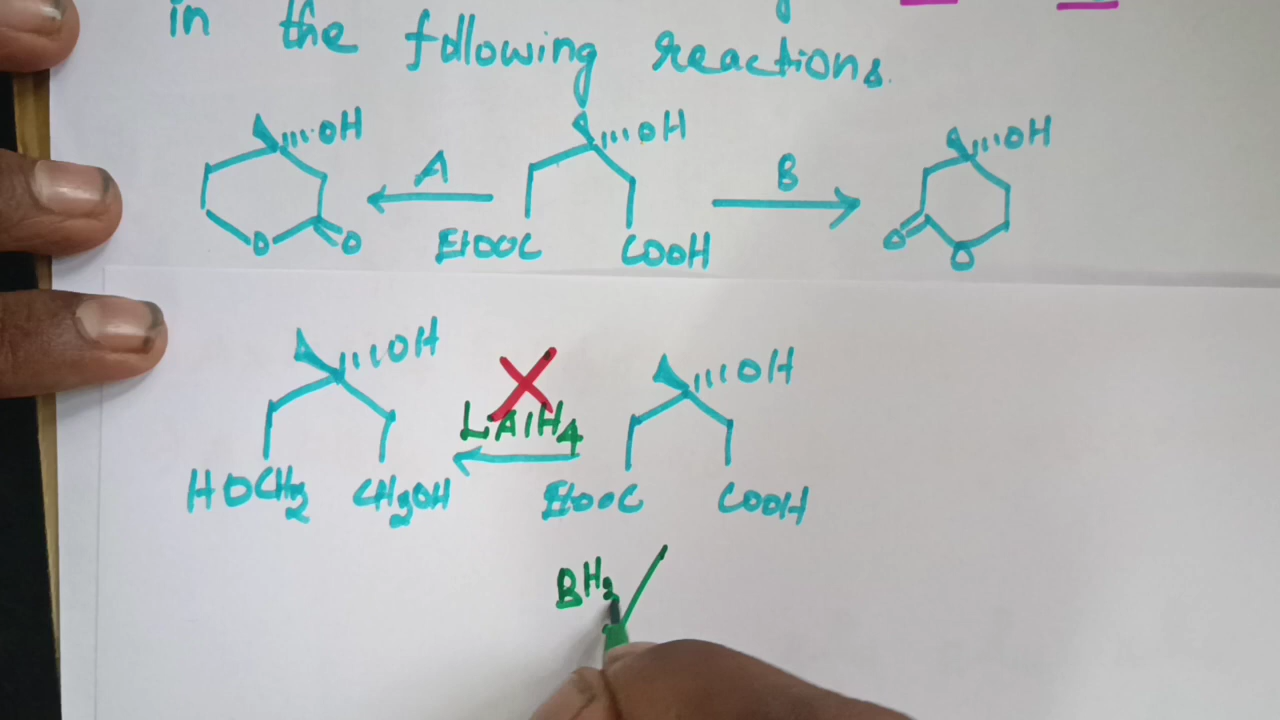 in the following reactions.
OH A OH B OH
O O EtOOC COOH O O
OH LiAlH4 OH
HOCH2 CH2OH EtOOC COOH
BH3